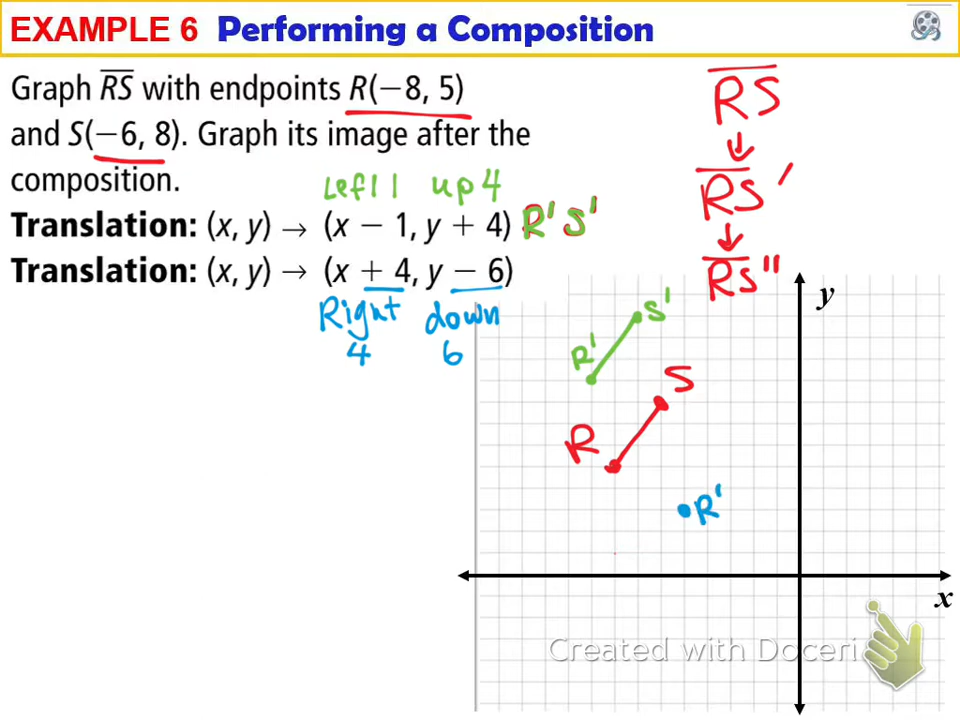 EXAMPLE 6 Performing a Composition
Graph RS with endpoints R(−8, 5)
and S(−6, 8). Graph its image after the
composition.
Left 1 up 4
Translation: (x, y) → (x − 1, y + 4) R' S'
Translation: (x, y) → (x + 4, y − 6)
Right down
4 6
RS
↓
RS'
↓
RS"
y
S'
R'
S
R
R'
x
Created with Doceri